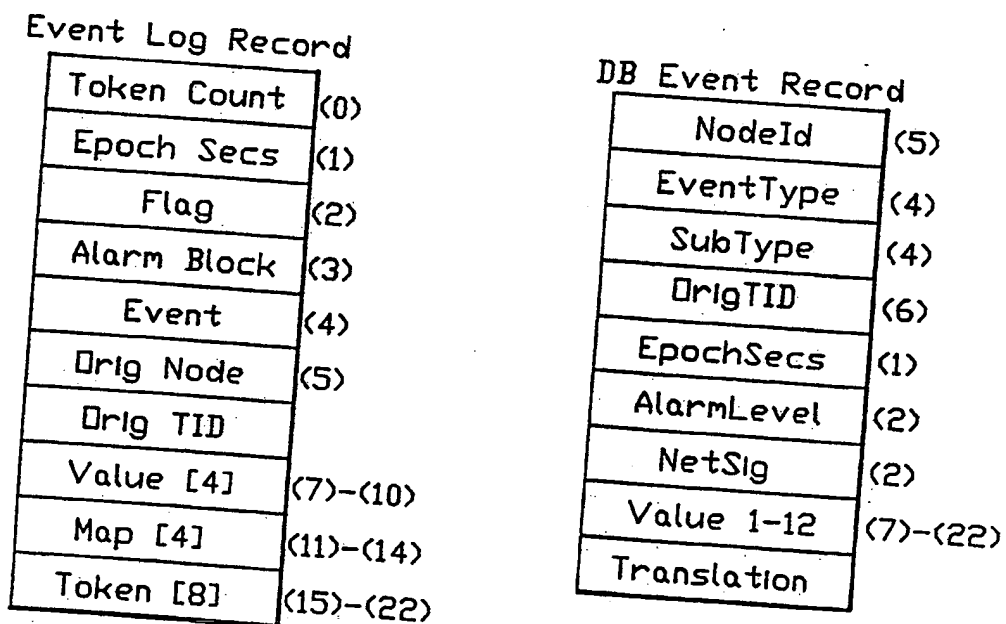 Event Log Record
Token Count (0)
Epoch Secs (1)
Flag (2)
Alarm Block (3)
Event (4)
Orig Node (5)
Orig TID
Value [4] (7)-(10)
Map [4] (11)-(14)
Token [8] (15)-(22)
DB Event Record
NodeId (5)
EventType (4)
SubType (4)
OrigTID (6)
EpochSecs (1)
AlarmLevel (2)
NetSig (2)
Value 1-12 (7)-(22)
Translation